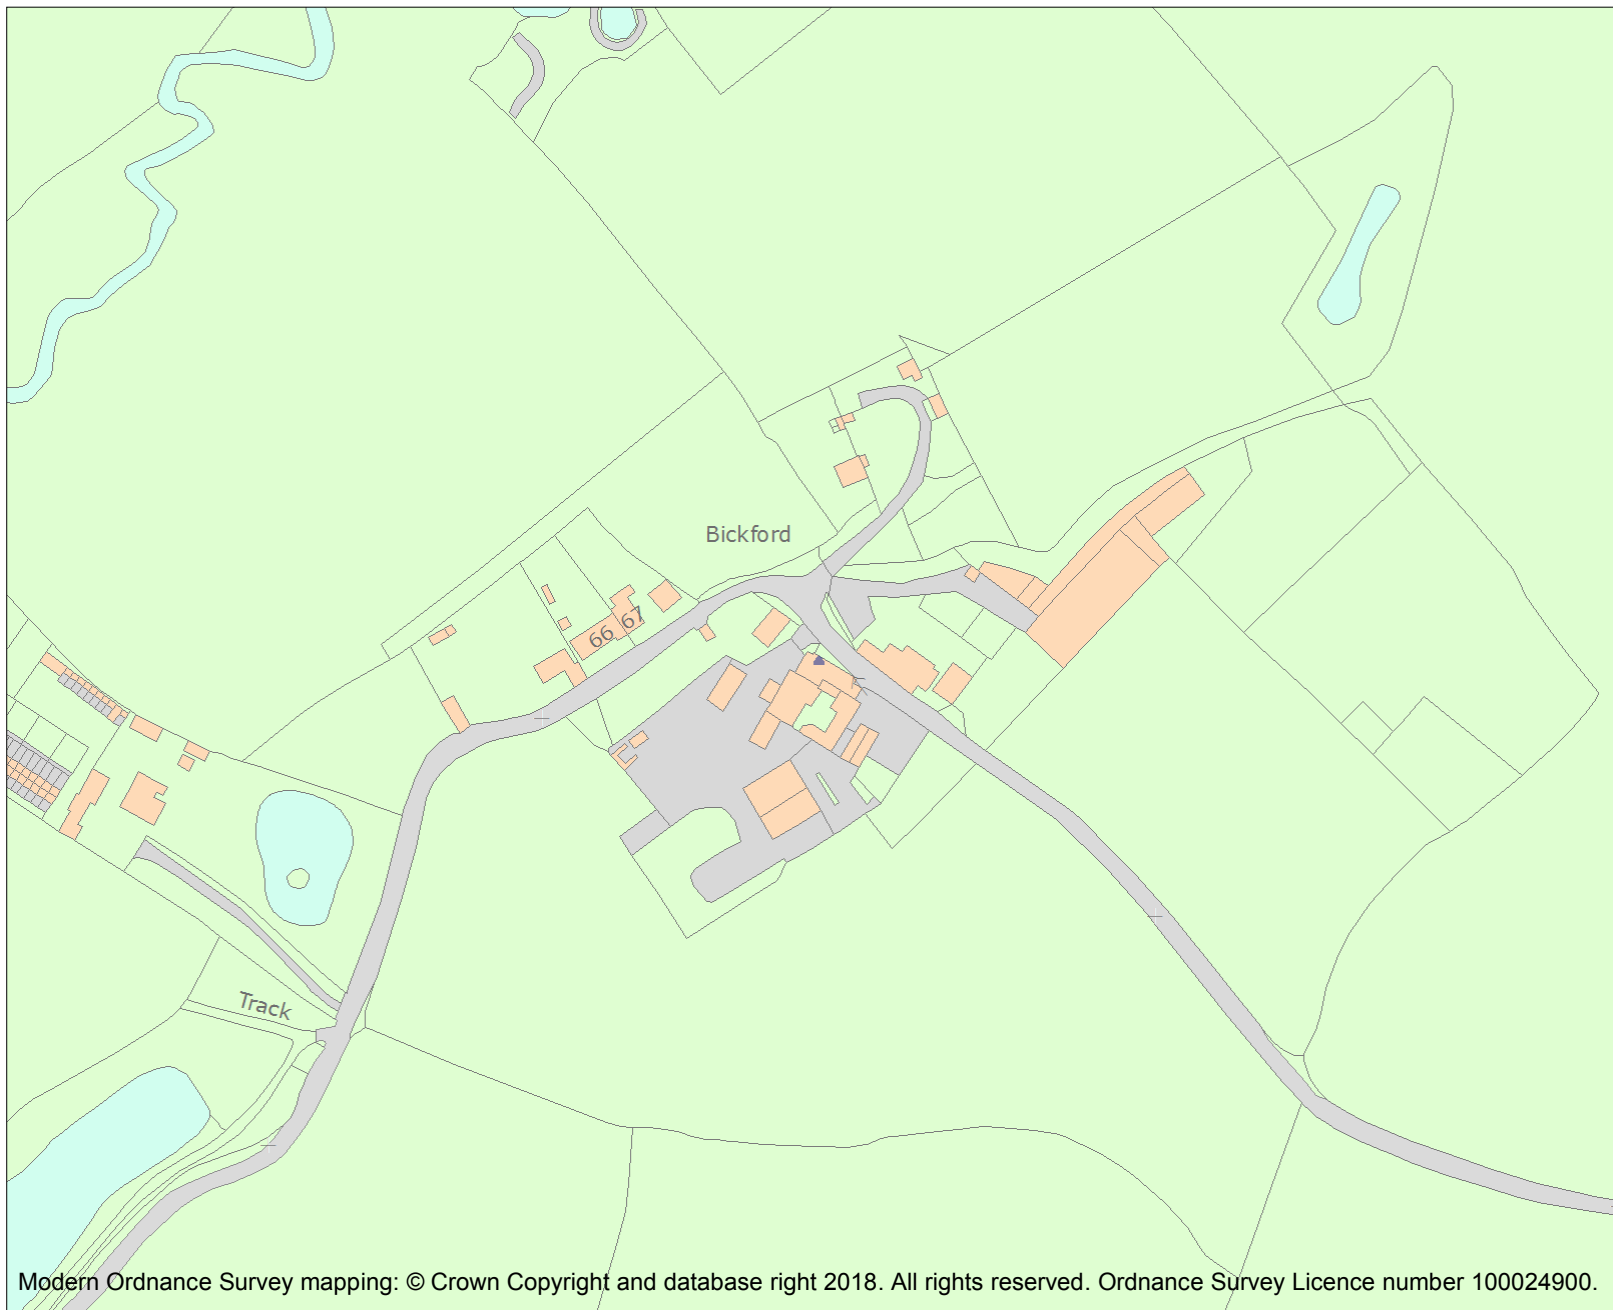 Bickford
66 67
Track
Modern Ordnance Survey mapping: © Crown Copyright and database right 2018. All rights reserved. Ordnance Survey Licence number 100024900.